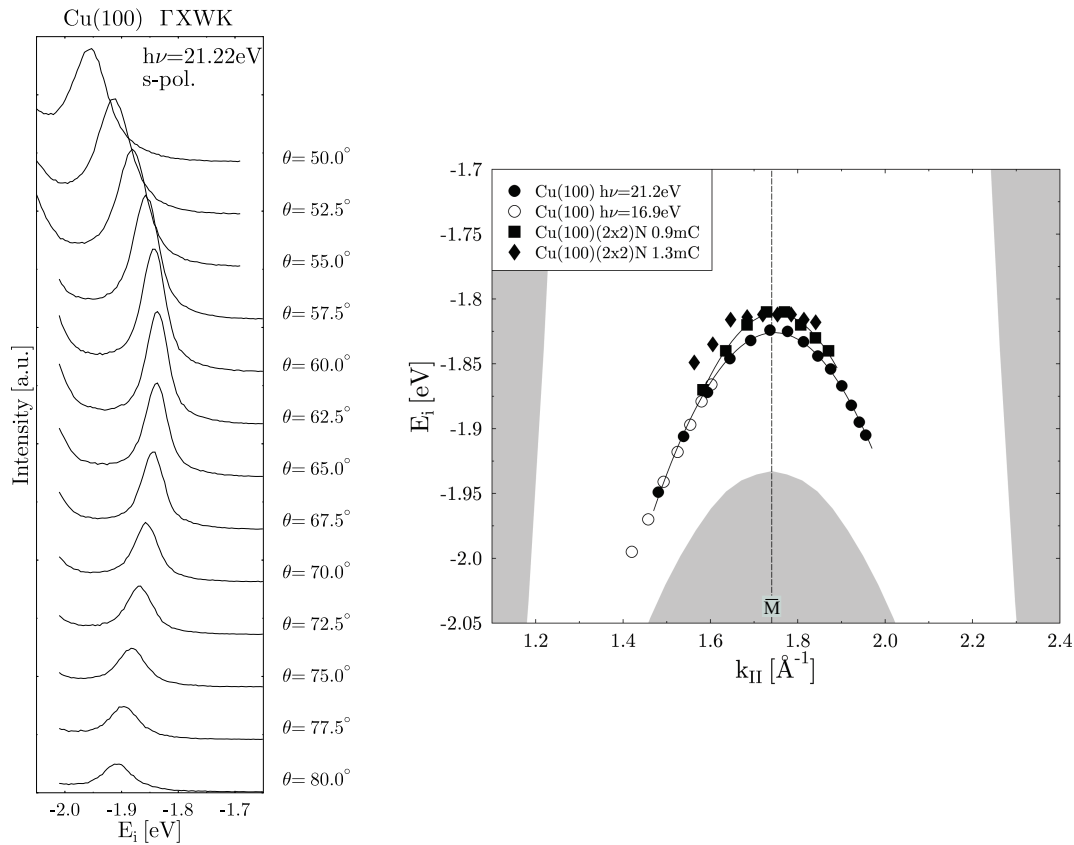 Cu(100) ΓXWK
hν=21.22eV
s-pol.
θ= 50.0°
θ= 52.5°
θ= 55.0°
θ= 57.5°
θ= 60.0°
θ= 62.5°
θ= 65.0°
θ= 67.5°
θ= 70.0°
θ= 72.5°
θ= 75.0°
θ= 77.5°
θ= 80.0°
Intensity [a.u.]
-2.0 -1.9 -1.8 -1.7
E_i [eV]
Cu(100) hν=21.2eV
Cu(100) hν=16.9eV
Cu(100)(2x2)N 0.9mC
Cu(100)(2x2)N 1.3mC
-1.7
-1.75
-1.8
-1.85
-1.9
-1.95
-2.0
-2.05
E_i [eV]
M̅
1.2 1.4 1.6 1.8 2.0 2.2 2.4
k_II [Å⁻¹]